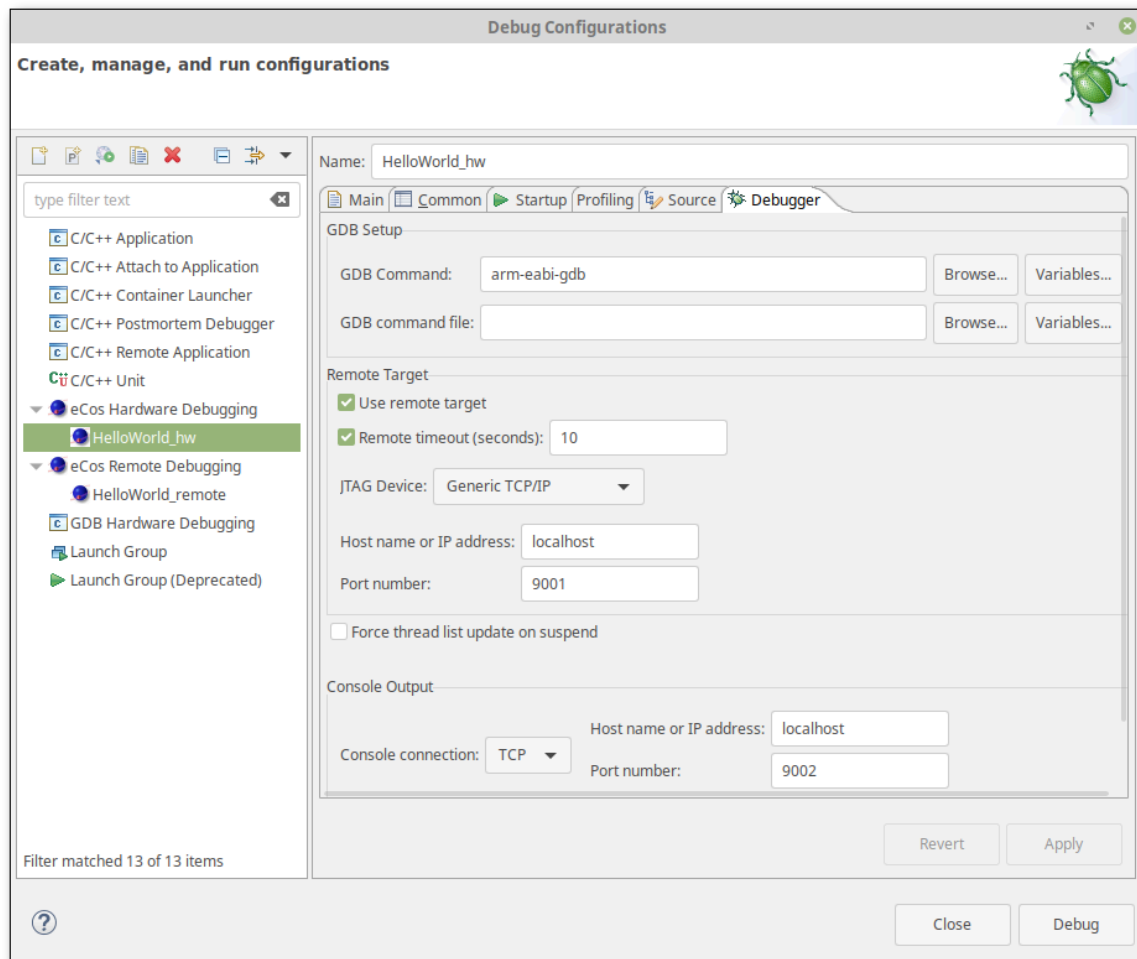 Debug Configurations
Create, manage, and run configurations
type filter text
C/C++ Application
C/C++ Attach to Application
C/C++ Container Launcher
C/C++ Postmortem Debugger
C/C++ Remote Application
C/C++ Unit
eCos Hardware Debugging
HelloWorld_hw
eCos Remote Debugging
HelloWorld_remote
GDB Hardware Debugging
Launch Group
Launch Group (Deprecated)
Filter matched 13 of 13 items
Name: HelloWorld_hw
Main Common Startup Profiling Source Debugger
GDB Setup
GDB Command: arm-eabi-gdb Browse... Variables...
GDB command file: Browse... Variables...
Remote Target
Use remote target
Remote timeout (seconds): 10
JTAG Device: Generic TCP/IP
Host name or IP address: localhost
Port number: 9001
Force thread list update on suspend
Console Output
Console connection: TCP
Host name or IP address: localhost
Port number: 9002
Revert Apply
Close Debug